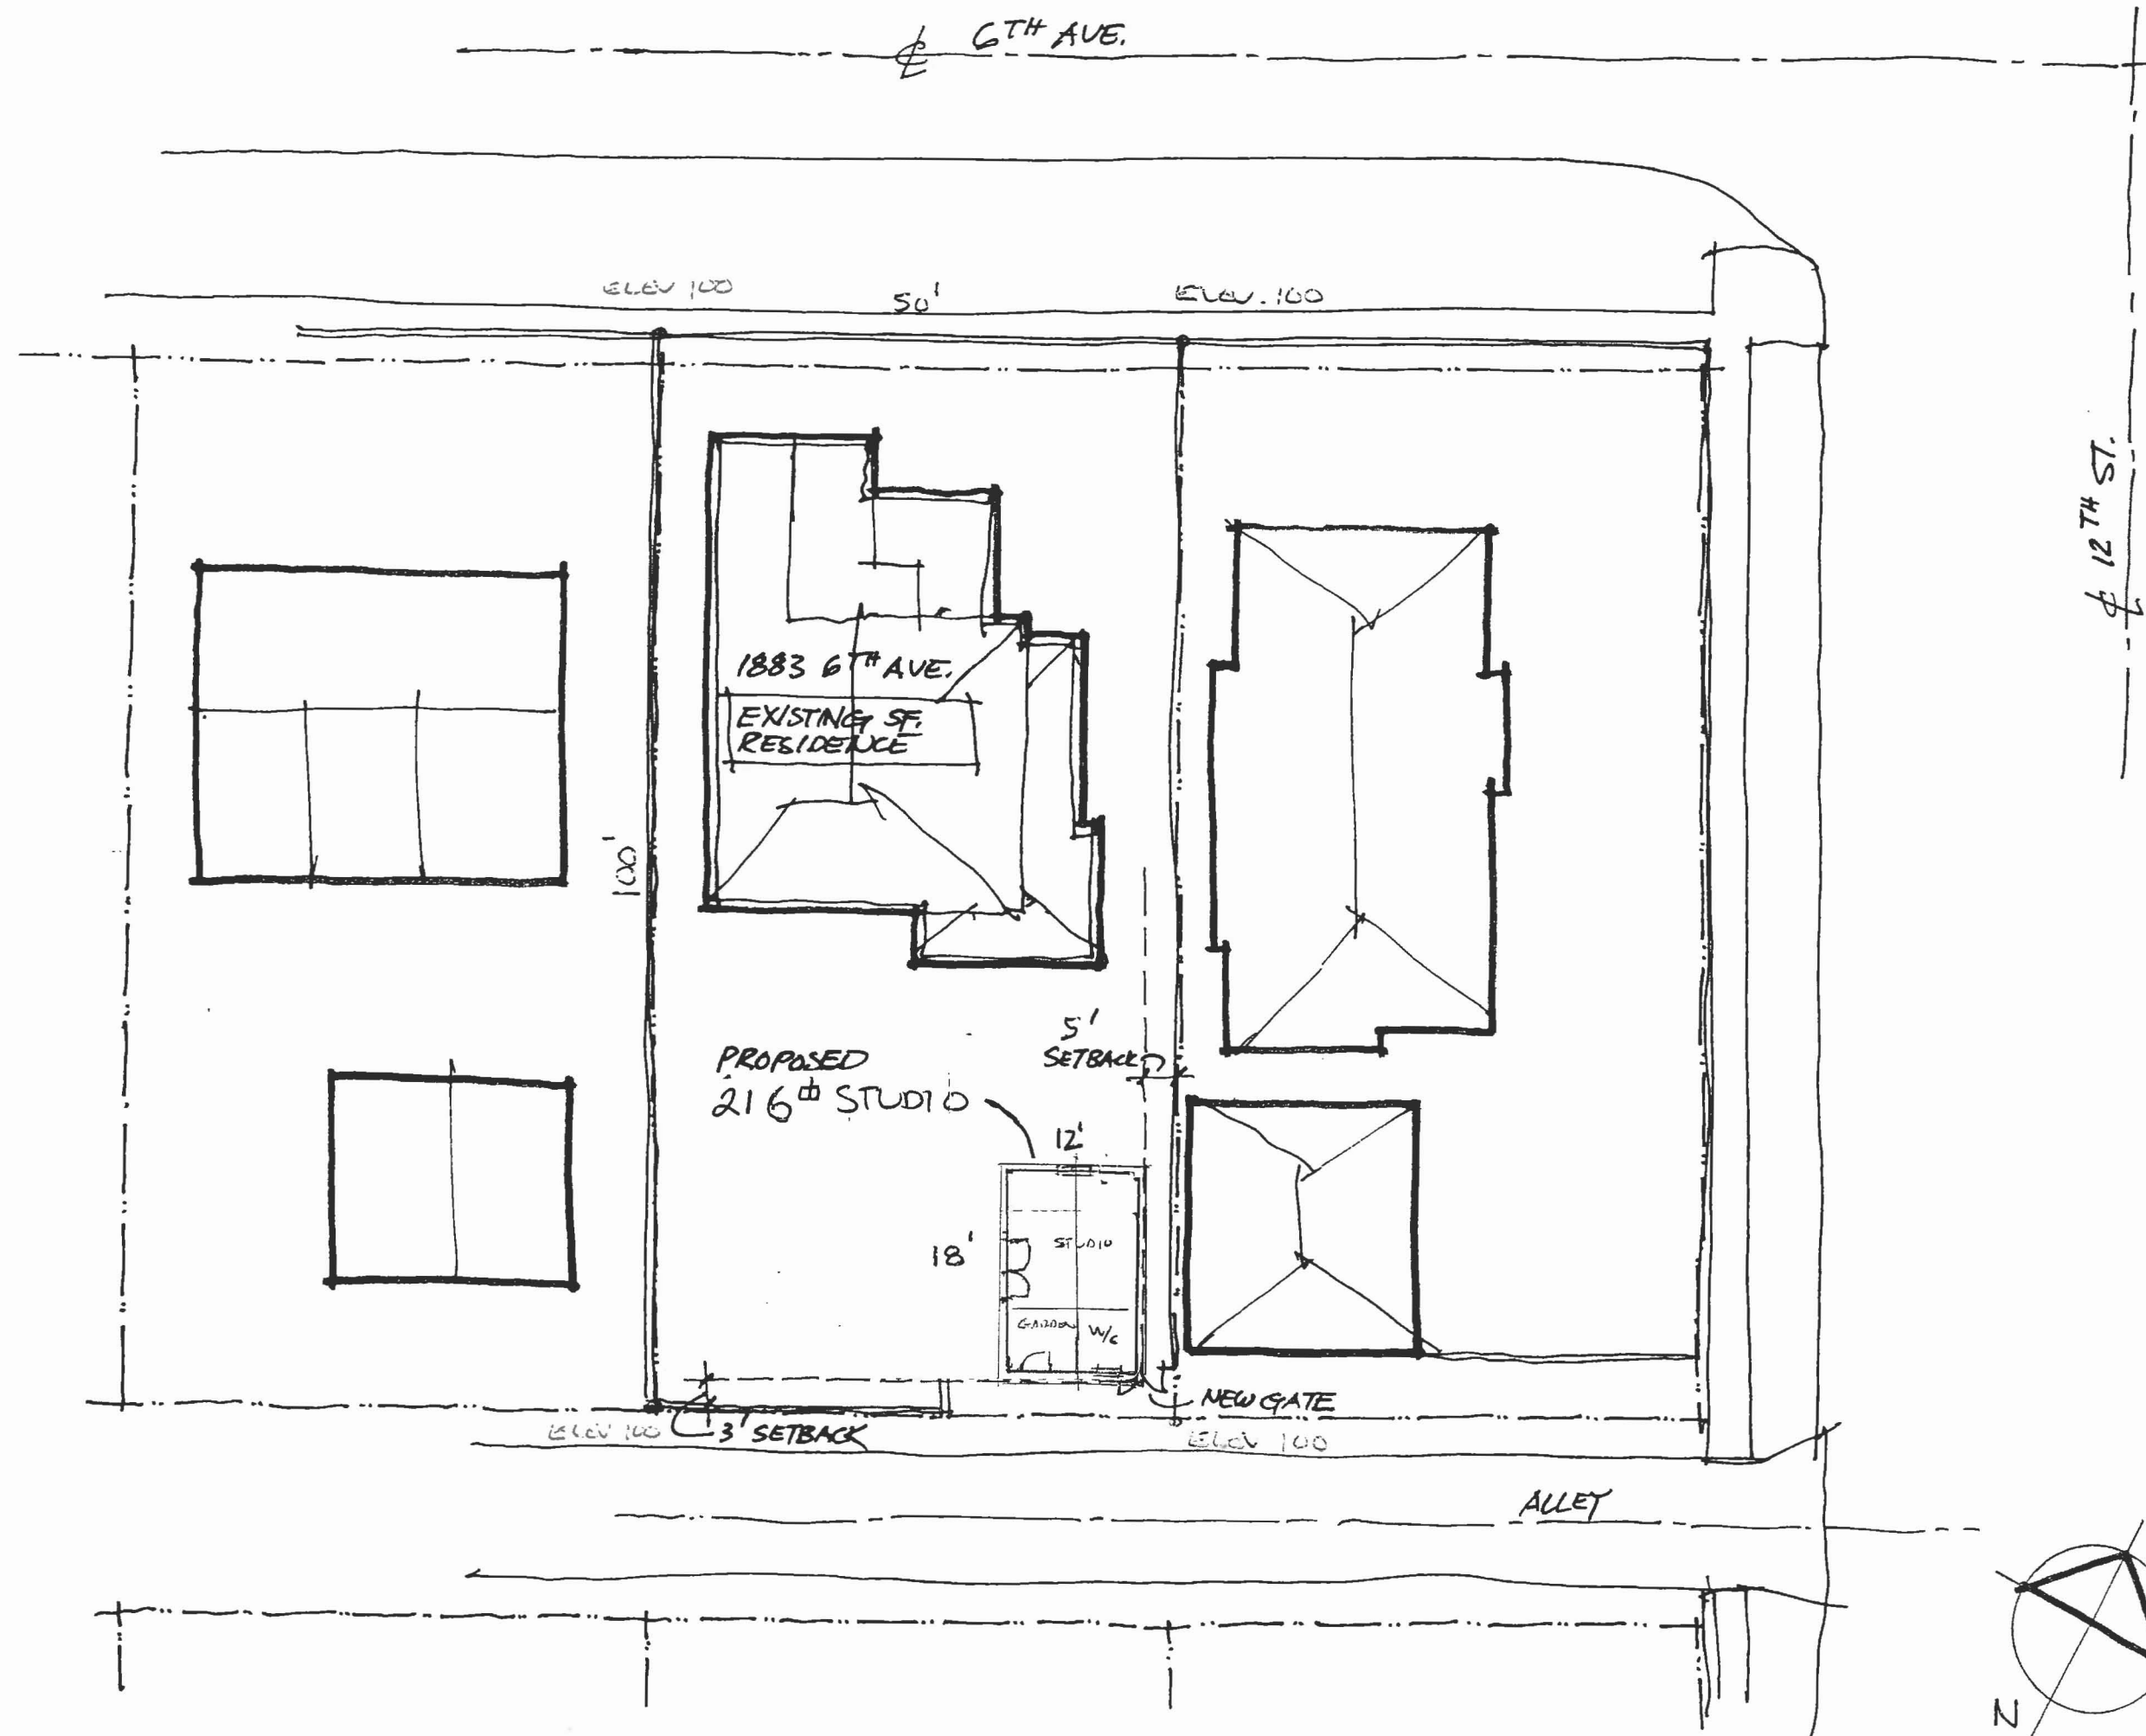 ℄ 6TH AVE.
ELEV 100
50'
ELEV. 100
℄ 12TH ST.
1883 6TH AVE.
EXISTING SF.
RESIDENCE
100'
5'
SETBACK
PROPOSED
216⌀ STUDIO
12'
18'
STUDIO
GARDEN
W/C
NEW GATE
ELEV 100
3' SETBACK
ELEV 100
ALLEY
N